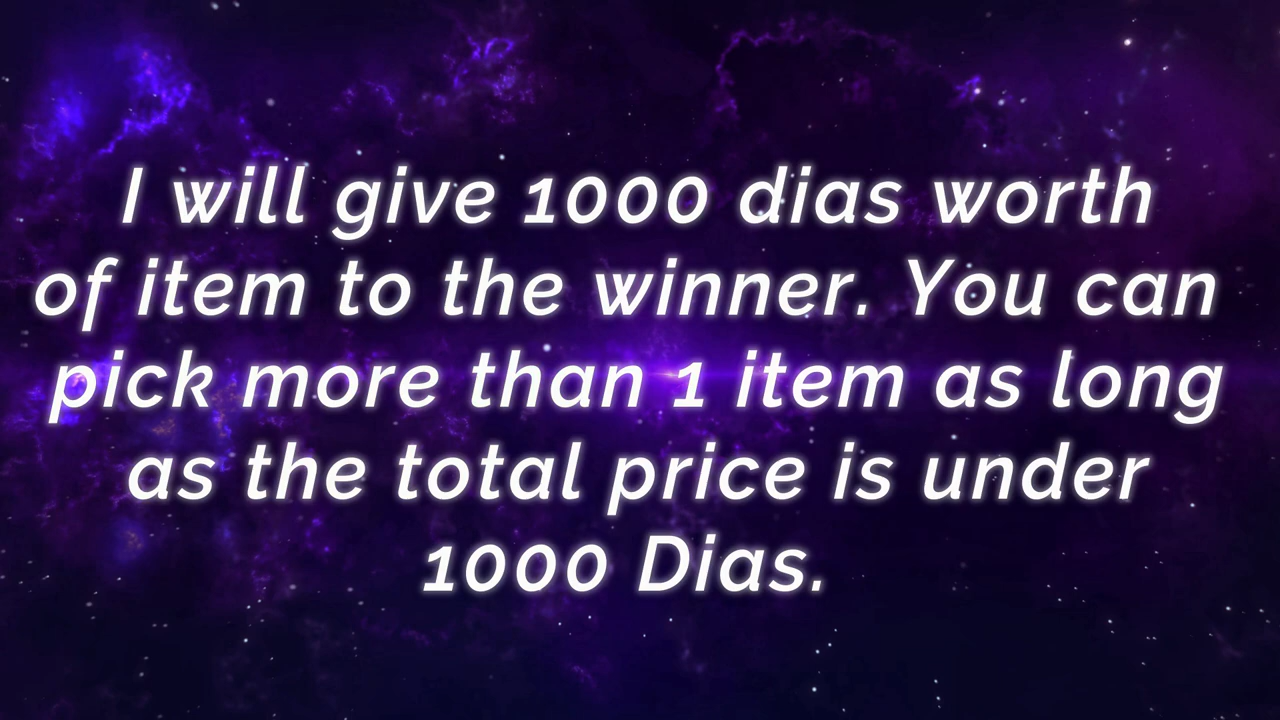 I will give 1000 dias worth
of item to the winner. You can
pick more than 1 item as long
as the total price is under
1000 Dias.